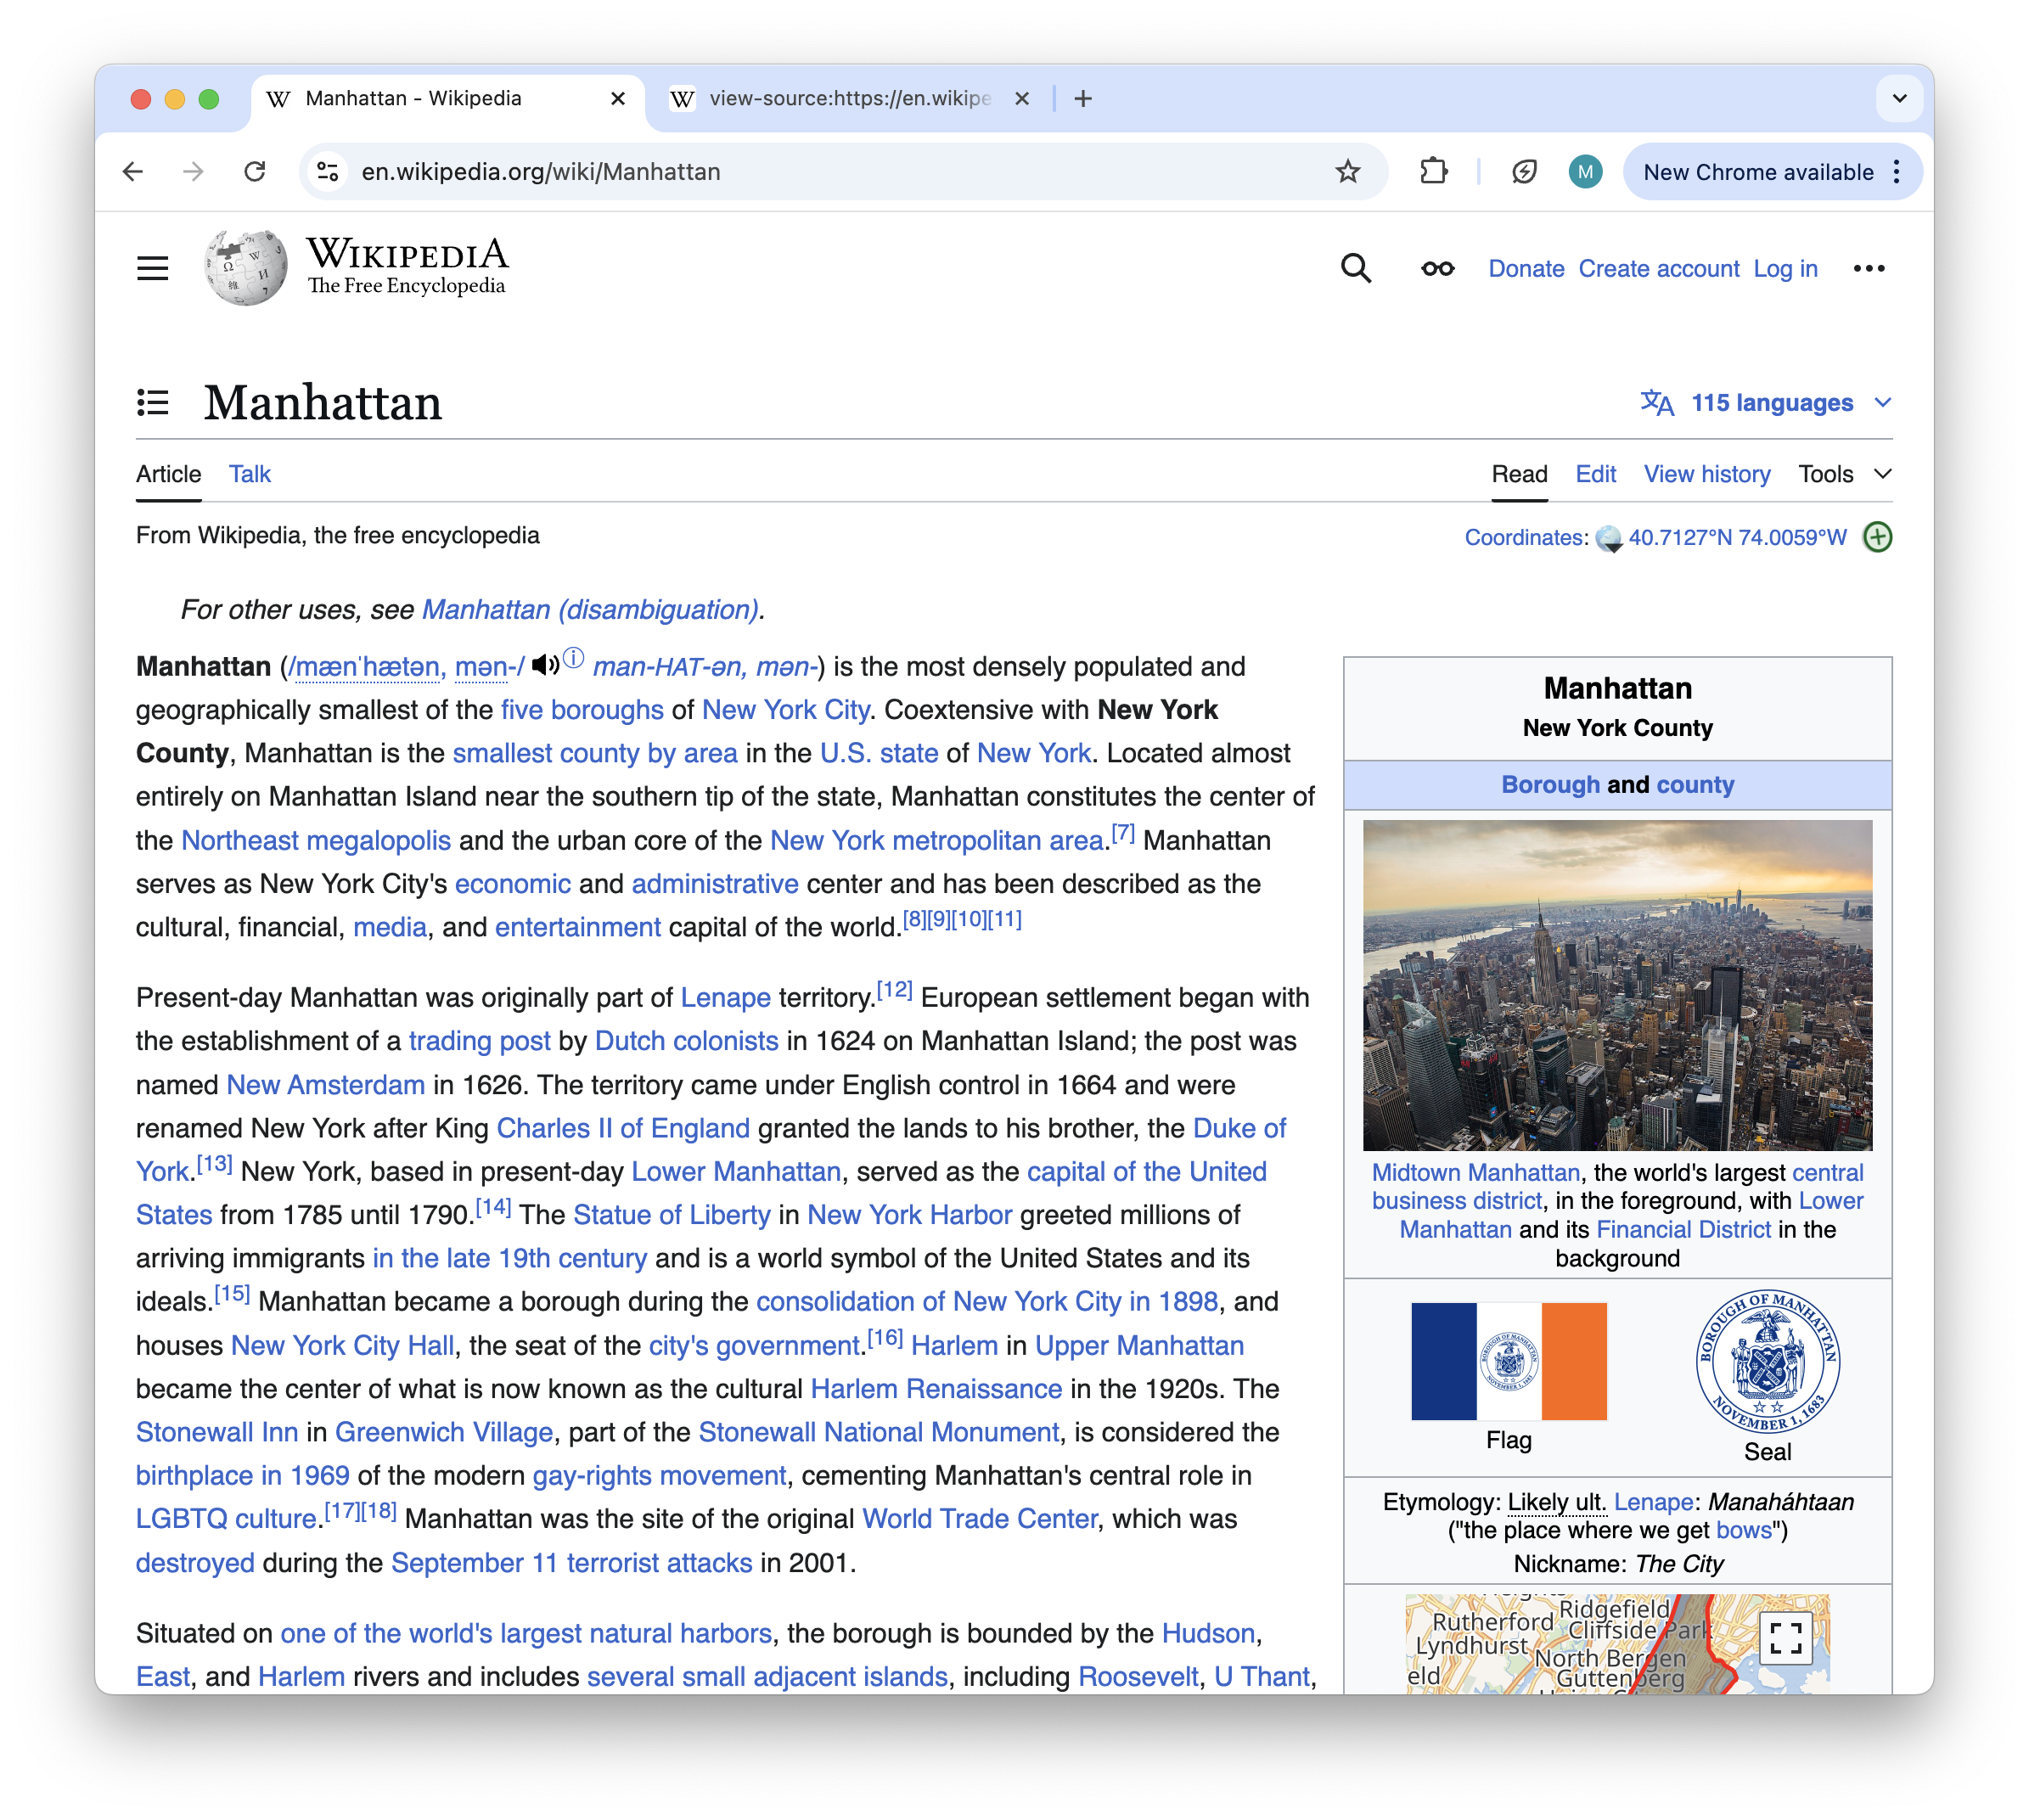 Manhattan - Wikipedia
view-source:https://en.wikipe
en.wikipedia.org/wiki/Manhattan
M
New Chrome available
WIKIPEDIA
The Free Encyclopedia
Donate Create account Log in
Manhattan
115 languages
Article Talk
Read Edit View history Tools
From Wikipedia, the free encyclopedia
Coordinates: 40.7127°N 74.0059°W
For other uses, see Manhattan (disambiguation).
Manhattan (/mænˈhætən, mən-/ ⓘ man-HAT-ən, mən-) is the most densely populated and
geographically smallest of the five boroughs of New York City. Coextensive with New York
County, Manhattan is the smallest county by area in the U.S. state of New York. Located almost
entirely on Manhattan Island near the southern tip of the state, Manhattan constitutes the center of
the Northeast megalopolis and the urban core of the New York metropolitan area.[7] Manhattan
serves as New York City's economic and administrative center and has been described as the
cultural, financial, media, and entertainment capital of the world.[8][9][10][11]
Present-day Manhattan was originally part of Lenape territory.[12] European settlement began with
the establishment of a trading post by Dutch colonists in 1624 on Manhattan Island; the post was
named New Amsterdam in 1626. The territory came under English control in 1664 and were
renamed New York after King Charles II of England granted the lands to his brother, the Duke of
York.[13] New York, based in present-day Lower Manhattan, served as the capital of the United
States from 1785 until 1790.[14] The Statue of Liberty in New York Harbor greeted millions of
arriving immigrants in the late 19th century and is a world symbol of the United States and its
ideals.[15] Manhattan became a borough during the consolidation of New York City in 1898, and
houses New York City Hall, the seat of the city's government.[16] Harlem in Upper Manhattan
became the center of what is now known as the cultural Harlem Renaissance in the 1920s. The
Stonewall Inn in Greenwich Village, part of the Stonewall National Monument, is considered the
birthplace in 1969 of the modern gay-rights movement, cementing Manhattan's central role in
LGBTQ culture.[17][18] Manhattan was the site of the original World Trade Center, which was
destroyed during the September 11 terrorist attacks in 2001.
Situated on one of the world's largest natural harbors, the borough is bounded by the Hudson,
East, and Harlem rivers and includes several small adjacent islands, including Roosevelt, U Thant,
Manhattan
New York County
Borough and county
Midtown Manhattan, the world's largest central
business district, in the foreground, with Lower
Manhattan and its Financial District in the
background
BOROUGH OF MANHATTAN
NOVEMBER 1, 1683
Flag
BOROUGH OF MANHATTAN
NOVEMBER 1, 1683
Seal
Etymology: Likely ult. Lenape: Manaháhtaan
("the place where we get bows")
Nickname: The City
Ridgefield
Rutherford
Cliffside Park
Lyndhurst
North Bergen
eld
Guttenberg